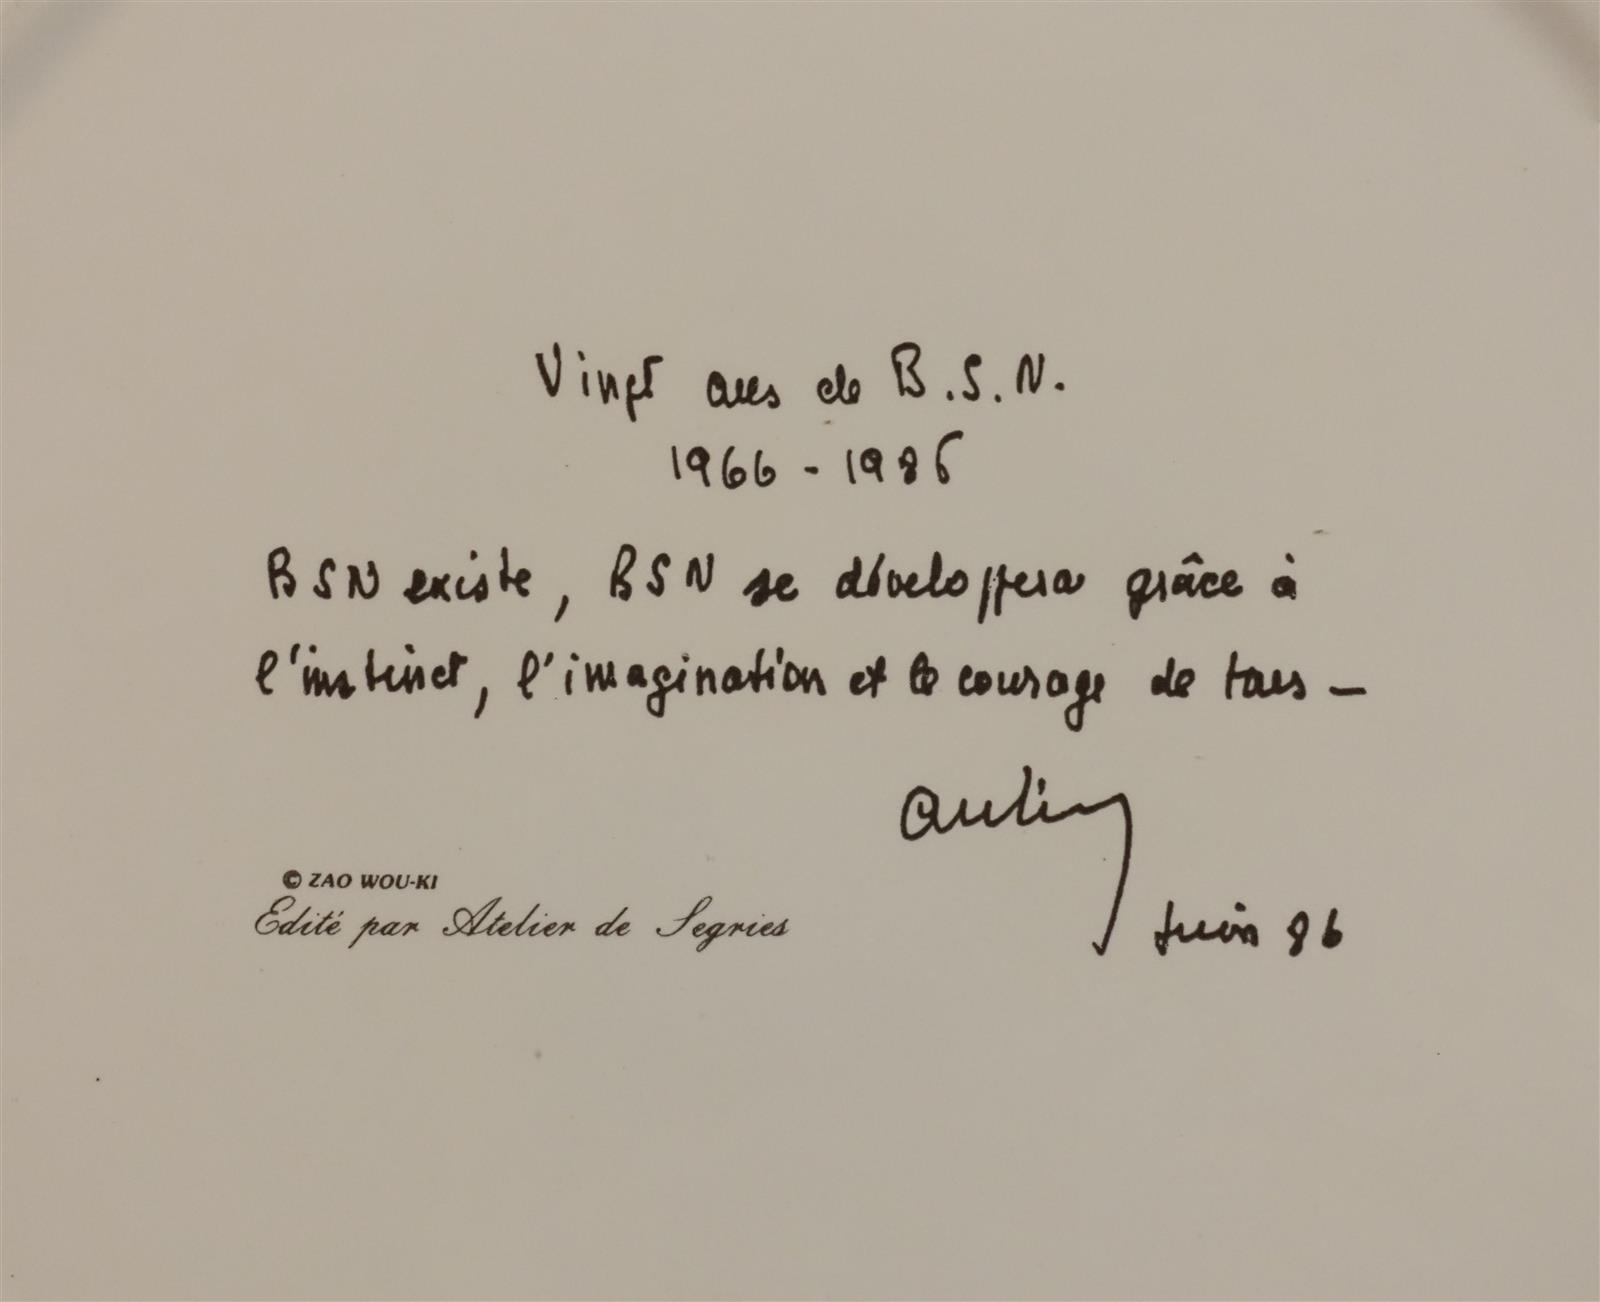 Vingt ans de B.S.N.
1966 - 1986
BSN existe, BSN se développera grâce à
l'instinct, l'imagination et le courage de tous —
© ZAO WOU-KI
Edité par Atelier de Segries
Juin 86